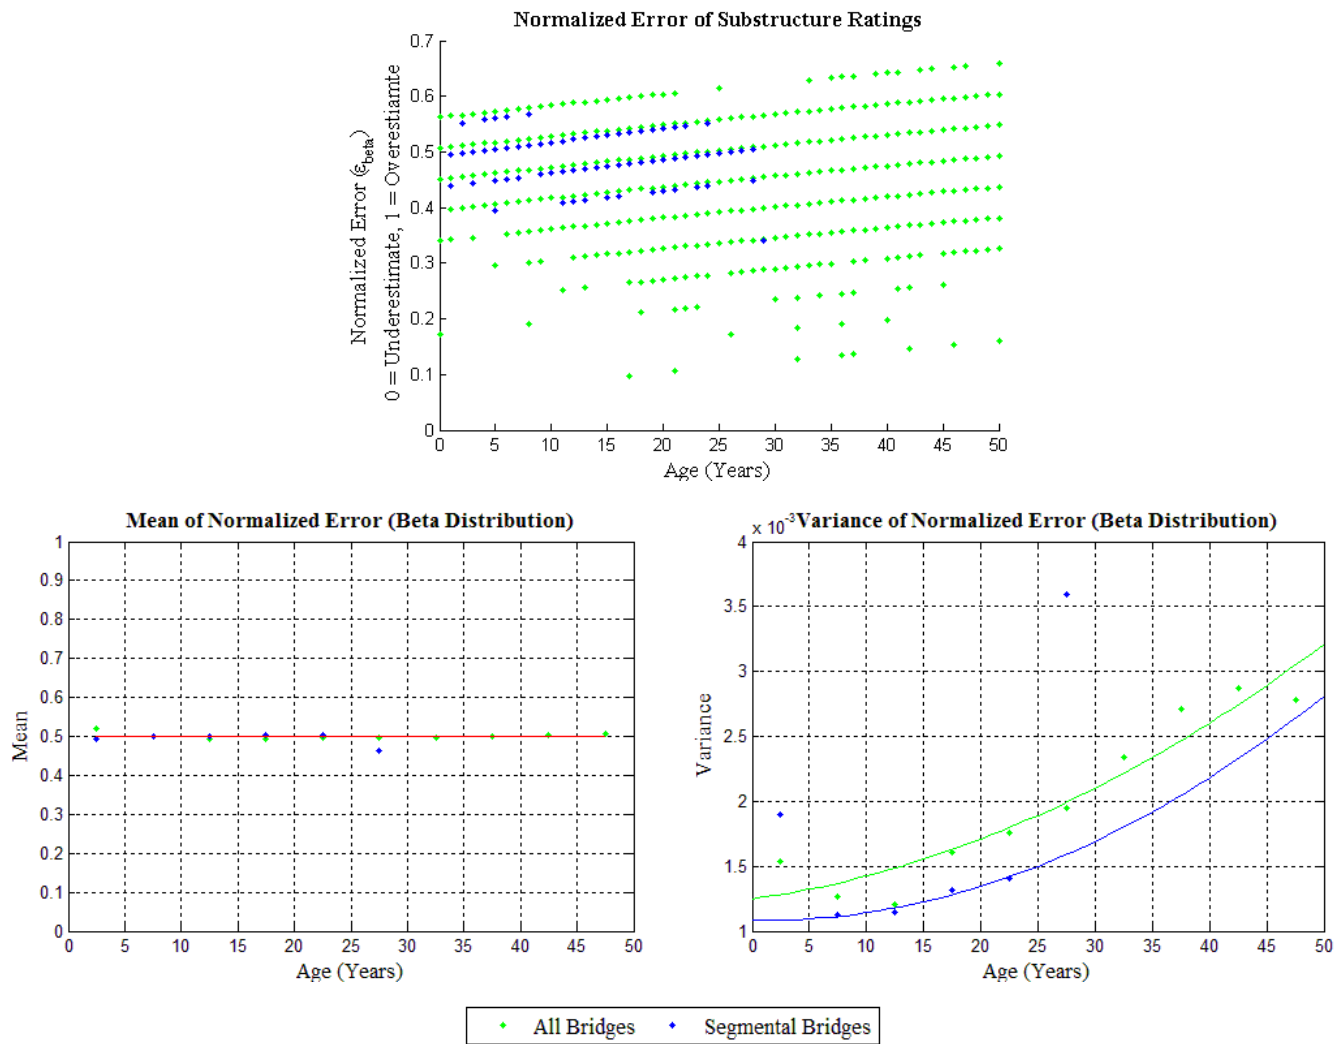 Normalized Error of Substructure Ratings
Normalized Error (ε_beta)
0 = Underestimate, 1 = Overestiamte
0.7
0.6
0.5
0.4
0.3
0.2
0.1
0
0 5 10 15 20 25 30 35 40 45 50
Age (Years)
Mean of Normalized Error (Beta Distribution)
Mean
1
0.9
0.8
0.7
0.6
0.5
0.4
0.3
0.2
0.1
0
0 5 10 15 20 25 30 35 40 45 50
Age (Years)
x 10^-3 Variance of Normalized Error (Beta Distribution)
Variance
4
3.5
3
2.5
2
1.5
1
0 5 10 15 20 25 30 35 40 45 50
Age (Years)
All Bridges Segmental Bridges